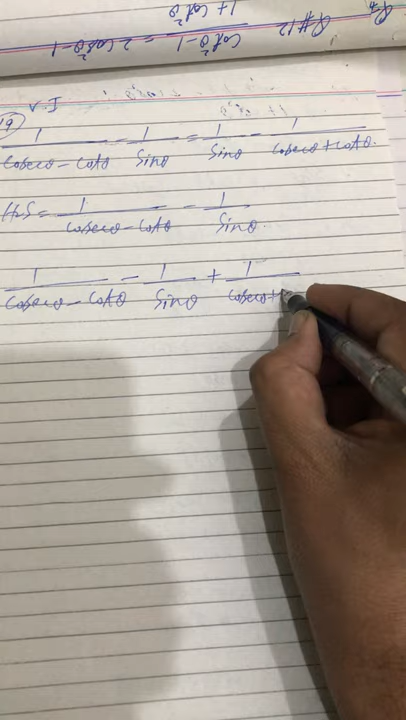 Q#12 cot²θ-1 / 1+cot²θ = 2cos²θ-1
V.I
19) 1/(cosecθ-cotθ) - 1/sinθ = 1/sinθ - 1/(cosecθ+cotθ).
LHS = 1/(cosecθ-cotθ) - 1/sinθ
1/(cosecθ-cotθ) - 1/sinθ + 1/(cosecθ+